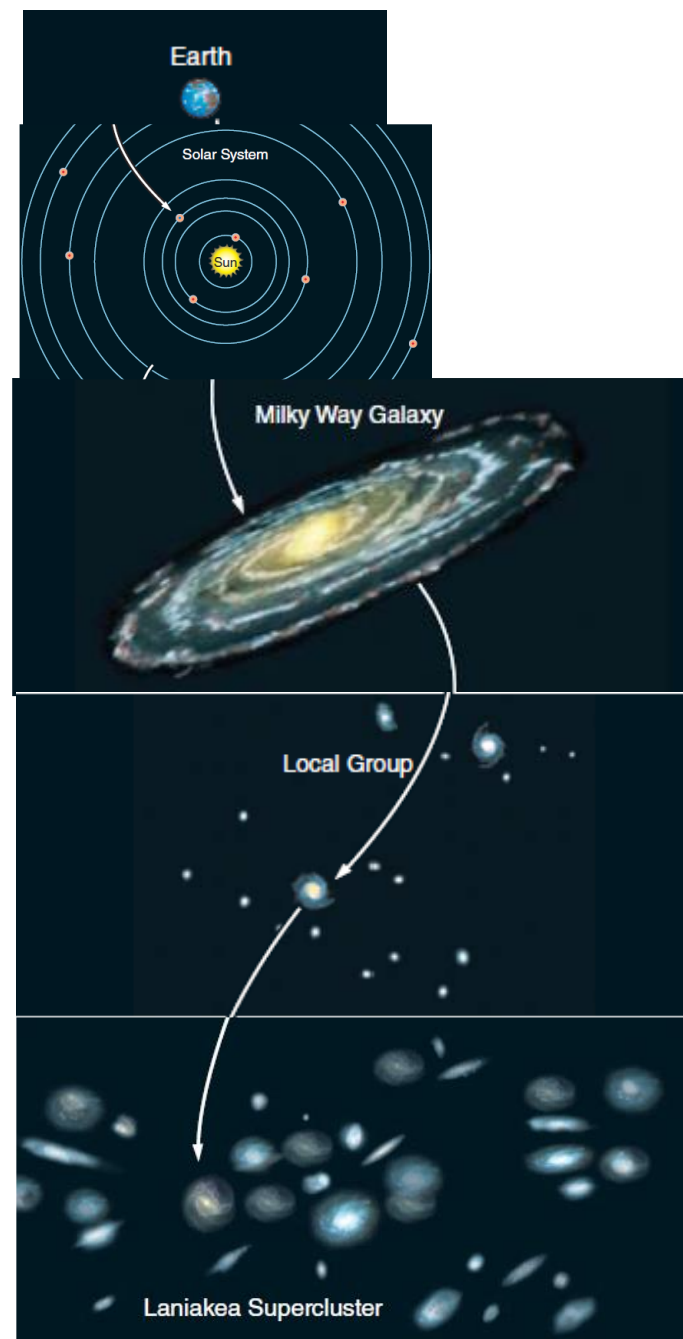 Earth
Solar System
Sun
Milky Way Galaxy
Local Group
Laniakea Supercluster